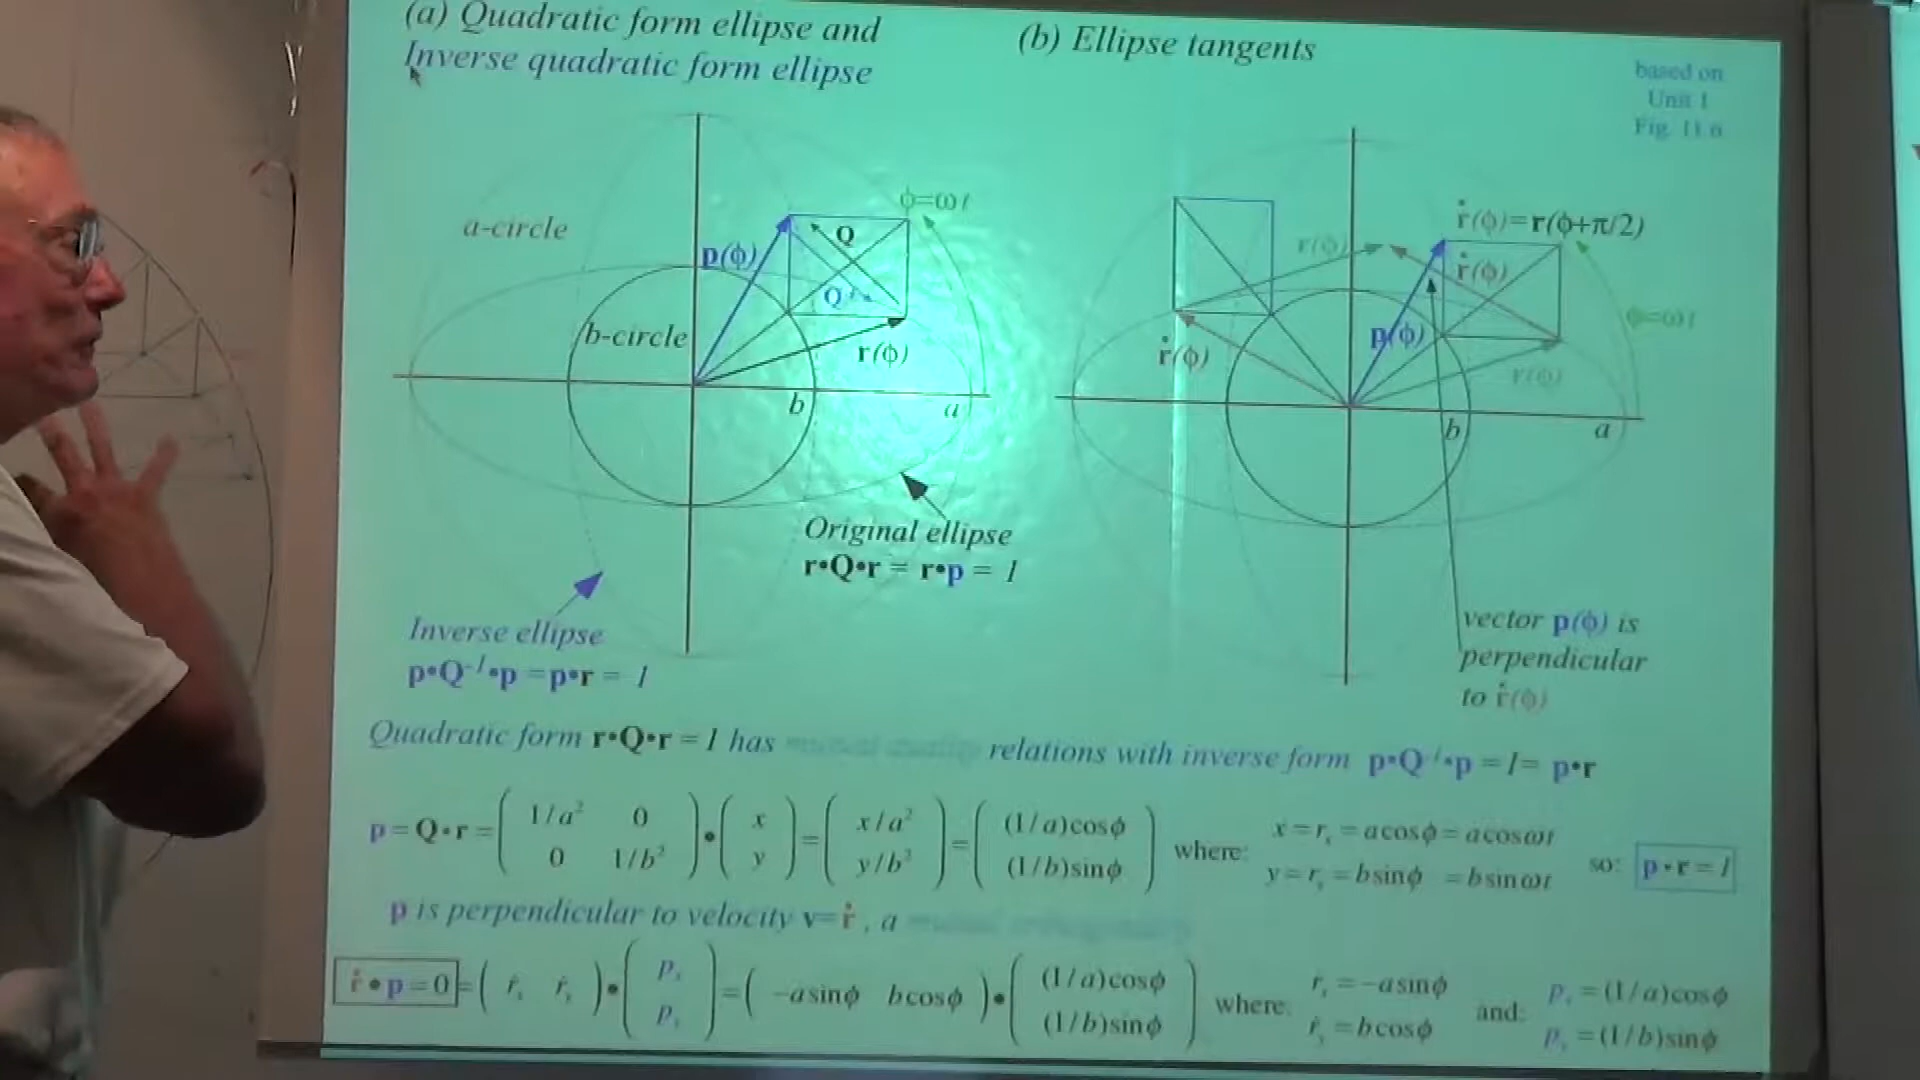 (a) Quadratic form ellipse and
Inverse quadratic form ellipse
(b) Ellipse tangents
based on
Unit 1
Fig. 11.6
a-circle
b-circle
p(ϕ)
Q
Q⁻¹
ϕ=ωt
r(ϕ)
b
a
Original ellipse
r•Q•r = r•p = 1
Inverse ellipse
p•Q⁻¹•p =p•r = 1
ṙ(ϕ)=r(ϕ+π/2)
r(ϕ)
ṙ(ϕ)
ṙ(ϕ)
p(ϕ)
r(ϕ)
ϕ=ωt
b
a
vector p(ϕ) is
perpendicular
to ṙ(ϕ)
Quadratic form r•Q•r = 1 has relations with inverse form p•Q⁻¹•p =1= p•r
p = Q•r = ( 1/a² 0 ; 0 1/b² ) • ( x ; y ) = ( x/a² ; y/b² ) = ( (1/a)cosϕ ; (1/b)sinϕ ) where: x = rₓ = a cosϕ = a cosωt ; y = rᵧ = b sinϕ = b sinωt so: p•r = 1
p is perpendicular to velocity v=ṙ , a
ṙ•p=0 = ( ṙₓ ṙᵧ ) • ( pₓ ; pᵧ ) = ( -a sinϕ b cosϕ ) • ( (1/a)cosϕ ; (1/b)sinϕ ) where: ṙₓ = -a sinϕ ; ṙᵧ = b cosϕ and: pₓ = (1/a)cosϕ ; pᵧ = (1/b)sinϕ